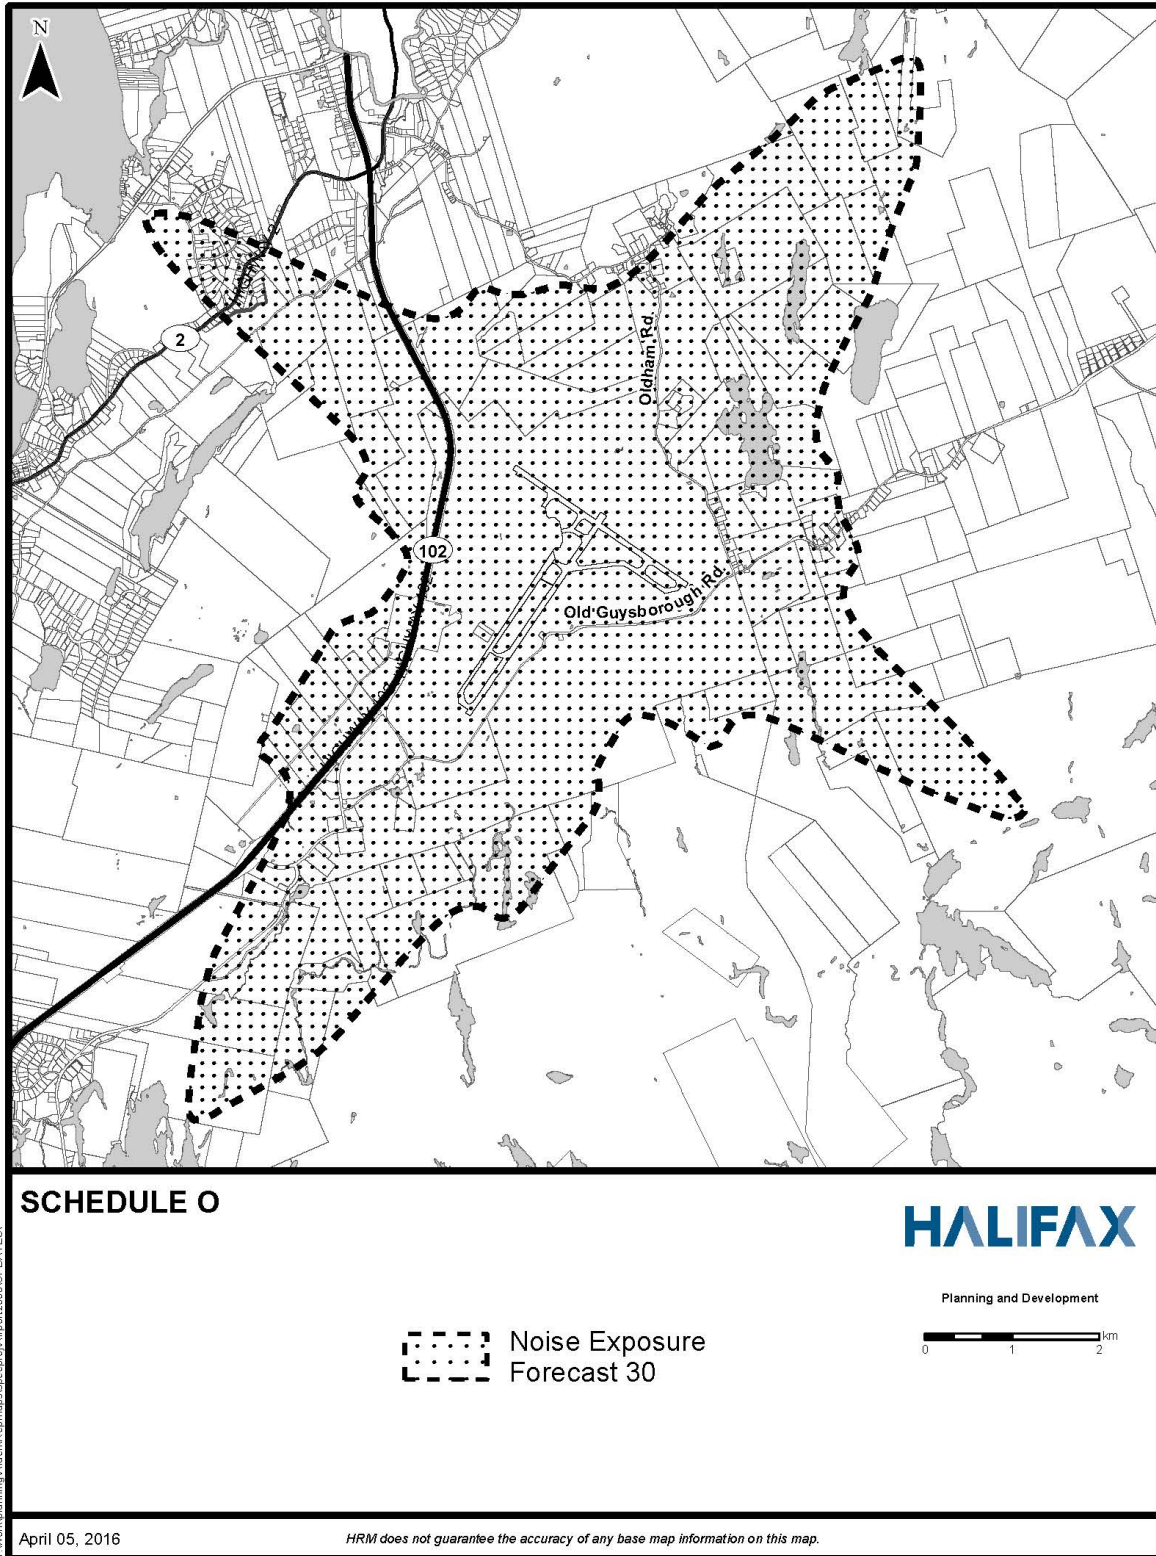 N
2
Oldham Rd.
102
Old Guysborough Rd.
SCHEDULE O
HALIFAX
Planning and Development
km
0 1 2
Noise Exposure
Forecast 30
April 05, 2016
HRM does not guarantee the accuracy of any base map information on this map.